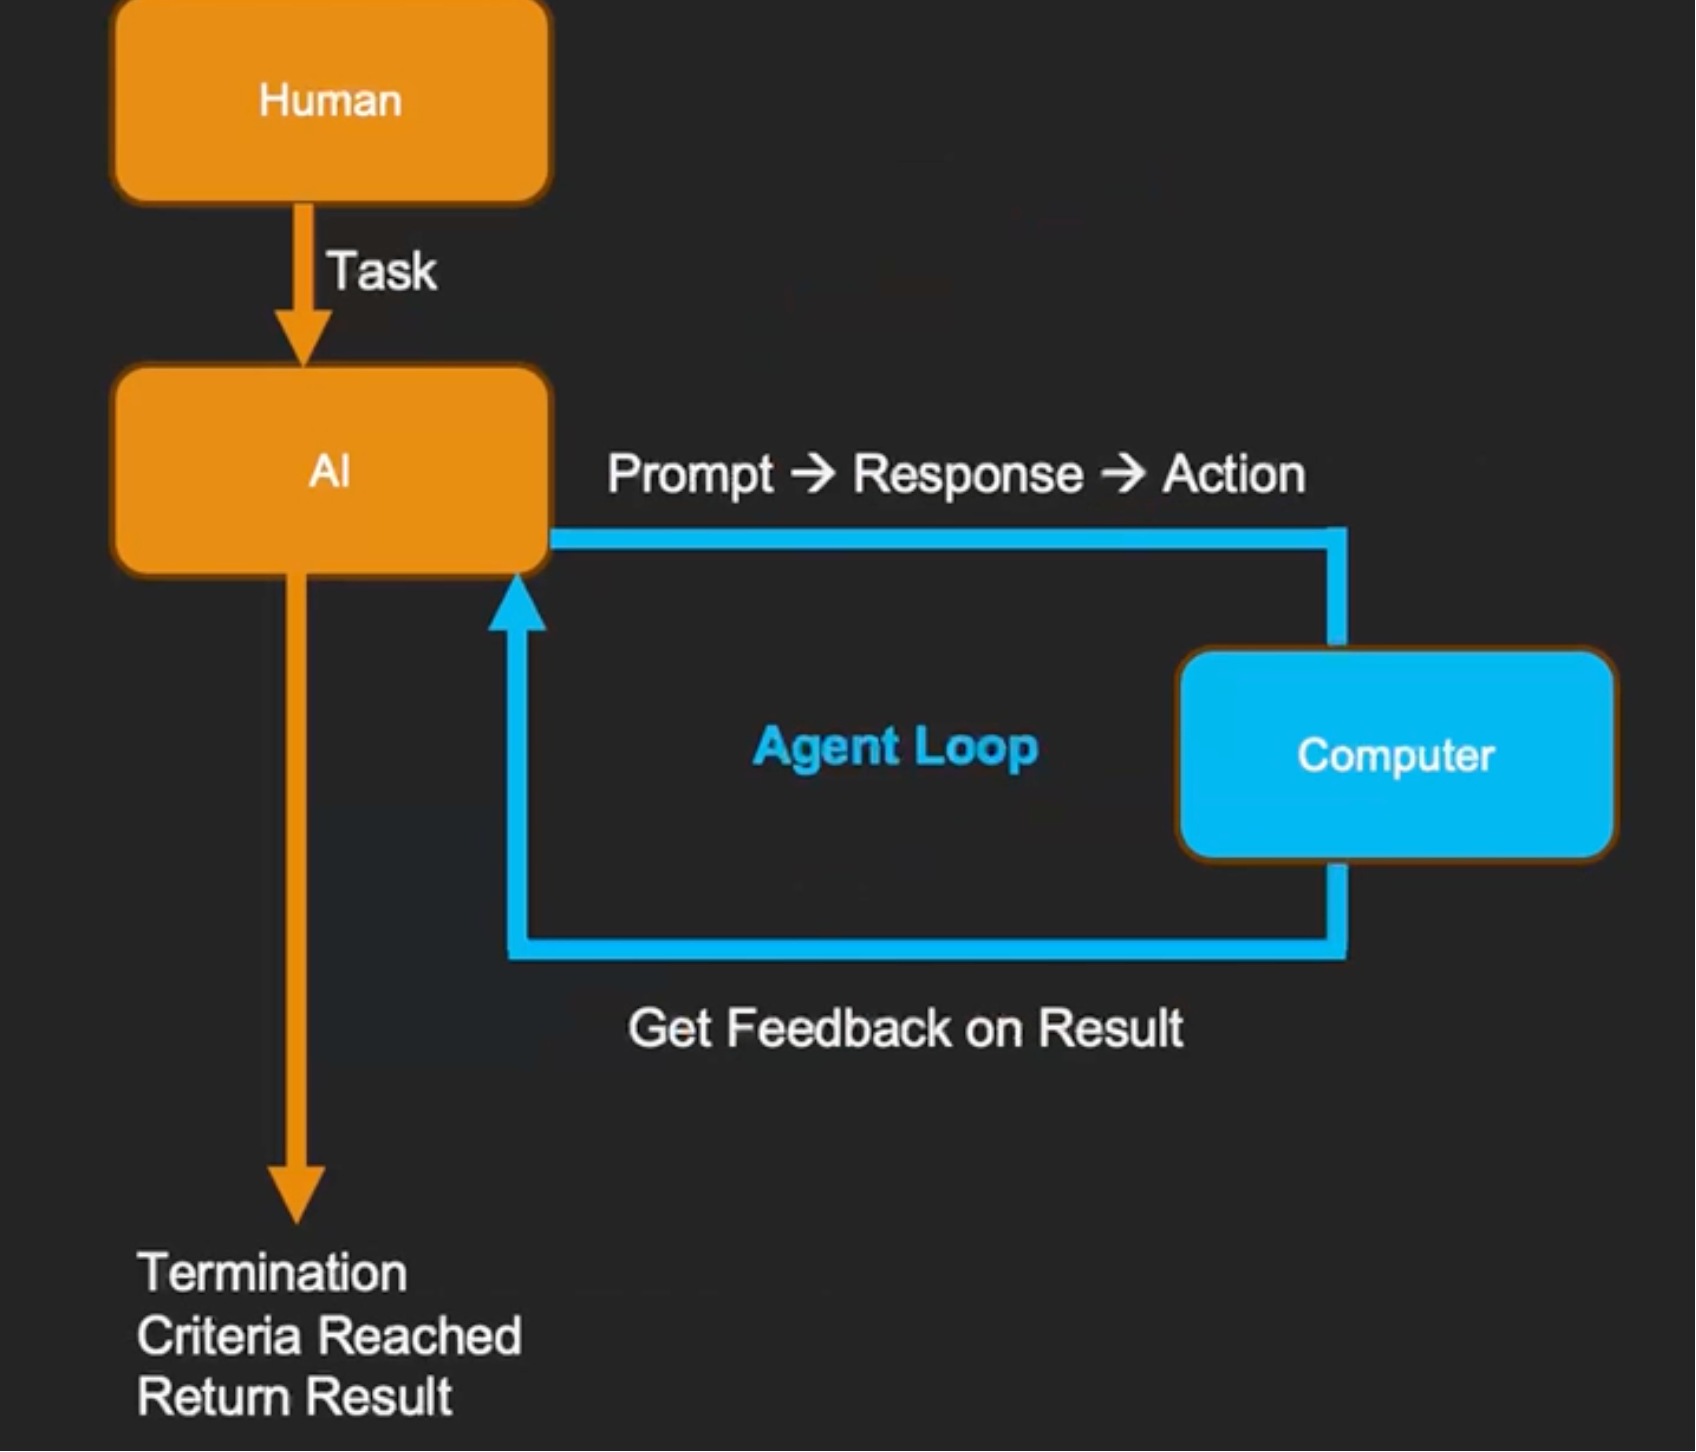 Human
Task
AI
Prompt → Response → Action
Agent Loop
Computer
Get Feedback on Result
Termination
Criteria Reached
Return Result